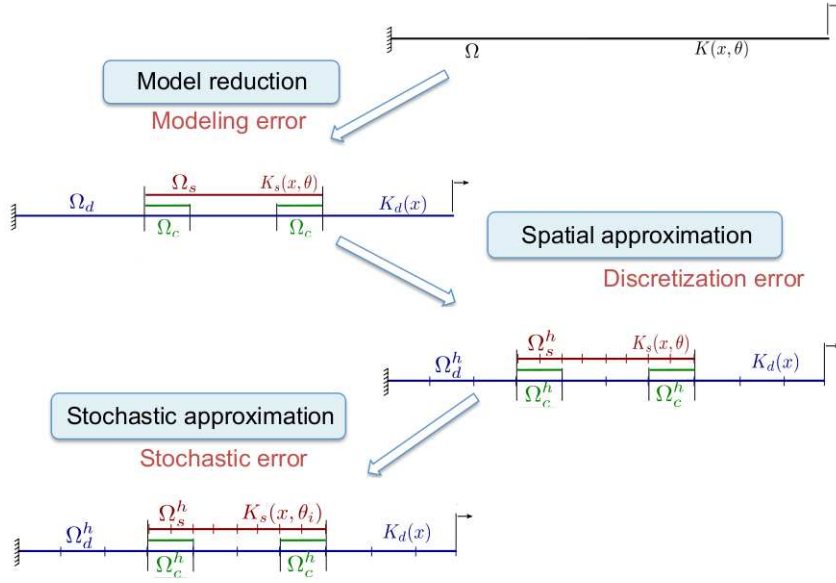 Ω K(x, θ)
Model reduction
Modeling error
Ω_s K_s(x, θ)
Ω_d K_d(x)
Ω_c Ω_c
Spatial approximation
Discretization error
Ω_s^h K_s(x, θ)
Ω_d^h K_d(x)
Ω_c^h Ω_c^h
Stochastic approximation
Stochastic error
Ω_s^h K_s(x, θ_i)
Ω_d^h K_d(x)
Ω_c^h Ω_c^h